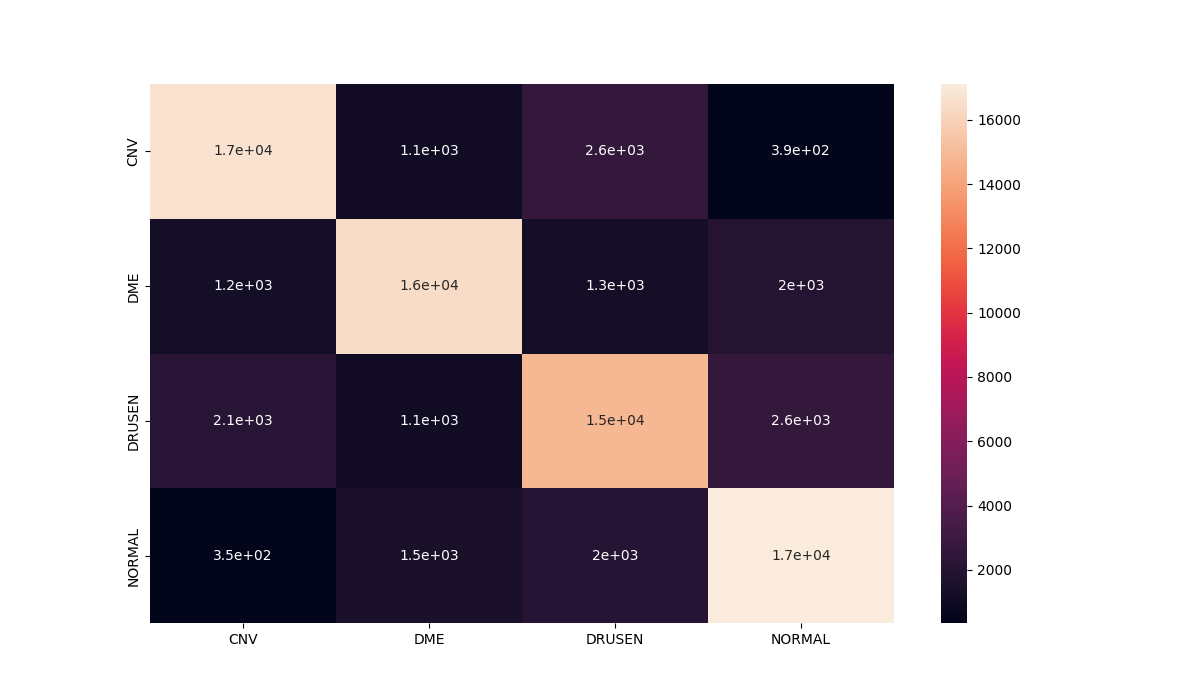 CNV 1.7e+04 1.1e+03 2.6e+03 3.9e+02
DME 1.2e+03 1.6e+04 1.3e+03 2e+03
DRUSEN 2.1e+03 1.1e+03 1.5e+04 2.6e+03
NORMAL 3.5e+02 1.5e+03 2e+03 1.7e+04
CNV DME DRUSEN NORMAL
16000
14000
12000
10000
8000
6000
4000
2000